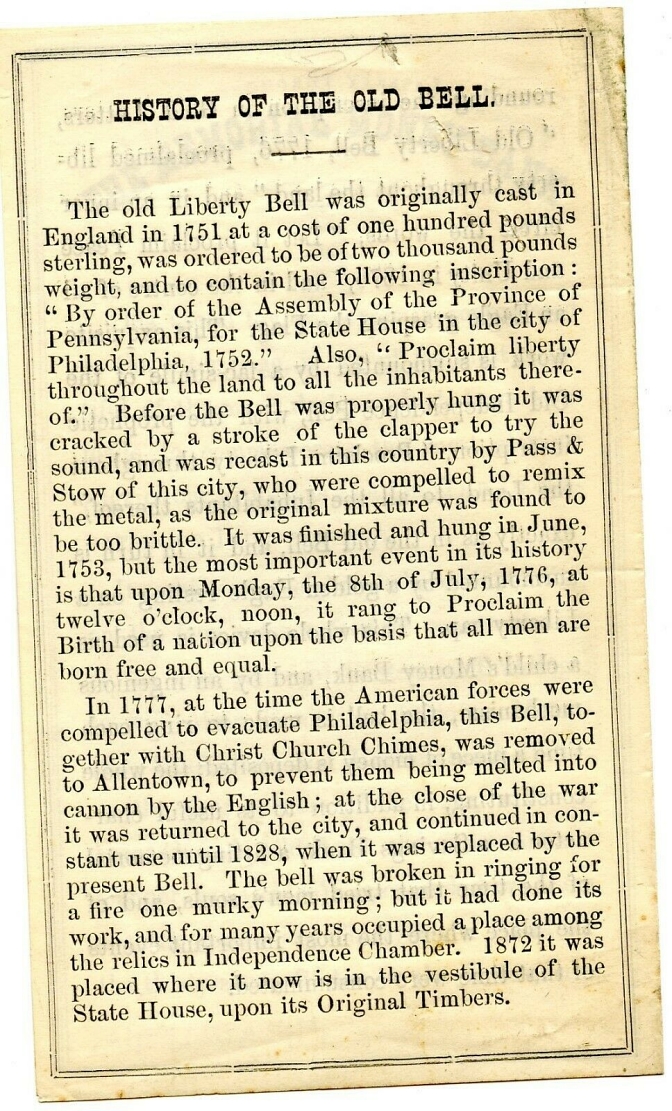 HISTORY OF THE OLD BELL.
The old Liberty Bell was originally cast in
England in 1751 at a cost of one hundred pounds
sterling, was ordered to be of two thousand pounds
weight, and to contain the following inscription :
“ By order of the Assembly of the Province of
Pennsylvania, for the State House in the city of
Philadelphia, 1752.” Also, “ Proclaim liberty
throughout the land to all the inhabitants there-
of.” Before the Bell was properly hung it was
cracked by a stroke of the clapper to try the
sound, and was recast in this country by Pass &
Stow of this city, who were compelled to remix
the metal, as the original mixture was found to
be too brittle. It was finished and hung in June,
1753, but the most important event in its history
is that upon Monday, the 8th of July, 1776, at
twelve o’clock, noon, it rang to Proclaim the
Birth of a nation upon the basis that all men are
born free and equal.
In 1777, at the time the American forces were
compelled to evacuate Philadelphia, this Bell, to-
gether with Christ Church Chimes, was removed
to Allentown, to prevent them being melted into
cannon by the English ; at the close of the war
it was returned to the city, and continued in con-
stant use until 1828, when it was replaced by the
present Bell. The bell was broken in ringing for
a fire one murky morning ; but it had done its
work, and for many years occupied a place among
the relics in Independence Chamber. 1872 it was
placed where it now is in the vestibule of the
State House, upon its Original Timbers.